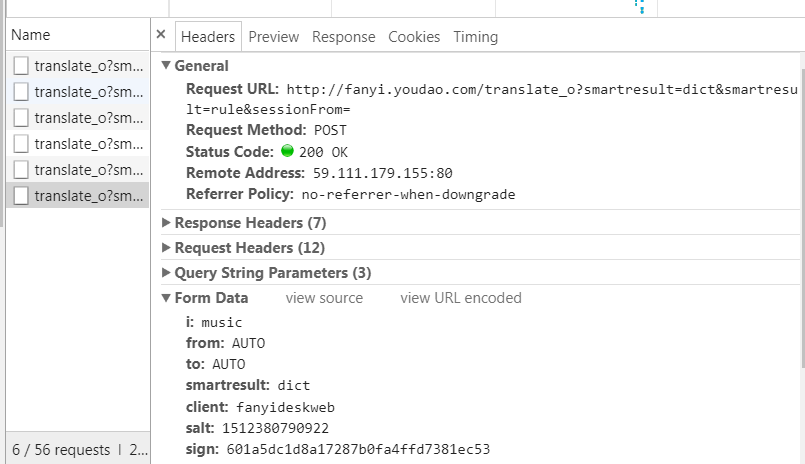 Name
translate_o?sm...
translate_o?sm...
translate_o?sm...
translate_o?sm...
translate_o?sm...
translate_o?sm...
6 / 56 requests | 2...
× Headers Preview Response Cookies Timing
▼ General
Request URL: http://fanyi.youdao.com/translate_o?smartresult=dict&smartresu
lt=rule&sessionFrom=
Request Method: POST
Status Code: 200 OK
Remote Address: 59.111.179.155:80
Referrer Policy: no-referrer-when-downgrade
▶ Response Headers (7)
▶ Request Headers (12)
▶ Query String Parameters (3)
▼ Form Data view source view URL encoded
i: music
from: AUTO
to: AUTO
smartresult: dict
client: fanyideskweb
salt: 1512380790922
sign: 601a5dc1d8a17287b0fa4ffd7381ec53